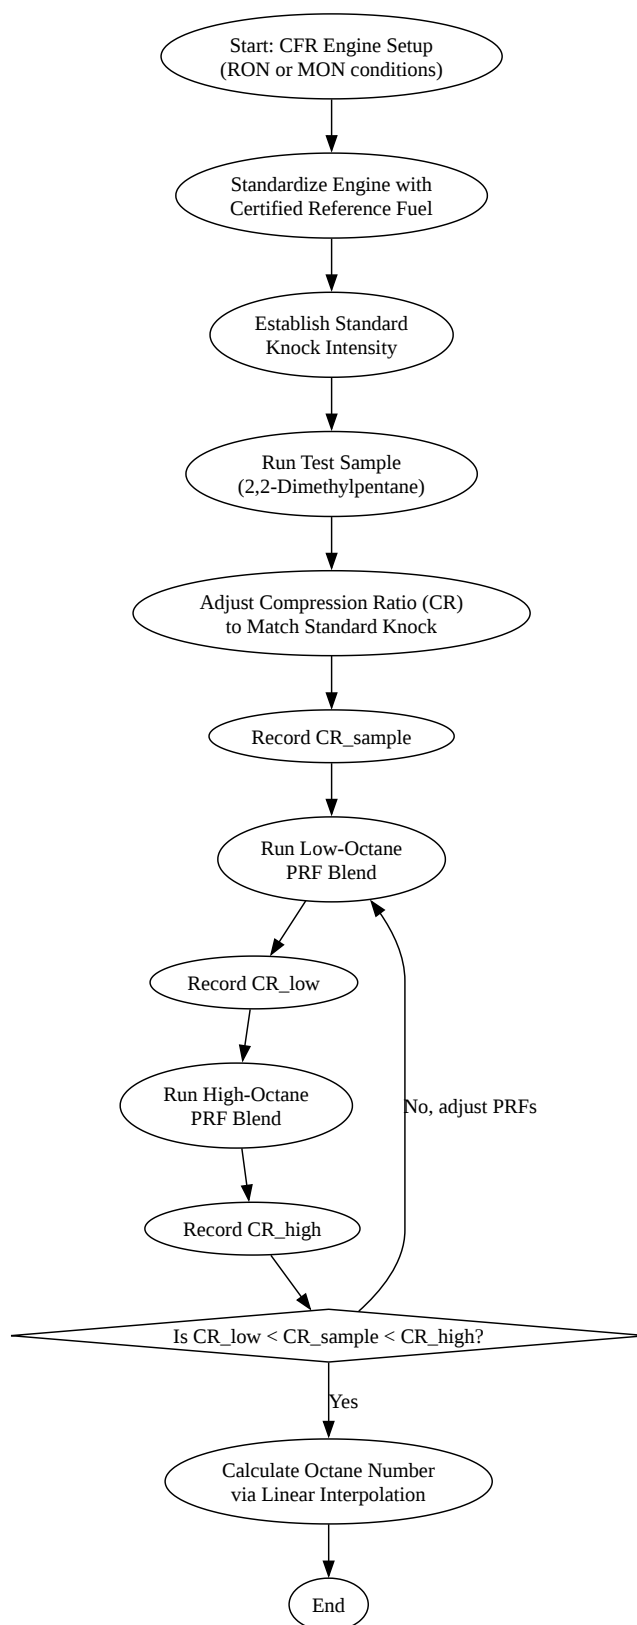 Start: CFR Engine Setup
(RON or MON conditions)
Standardize Engine with
Certified Reference Fuel
Establish Standard
Knock Intensity
Run Test Sample
(2,2-Dimethylpentane)
Adjust Compression Ratio (CR)
to Match Standard Knock
Record CR_sample
Run Low-Octane
PRF Blend
Record CR_low
Run High-Octane
PRF Blend
No, adjust PRFs
Record CR_high
Is CR_low < CR_sample < CR_high?
Yes
Calculate Octane Number
via Linear Interpolation
End